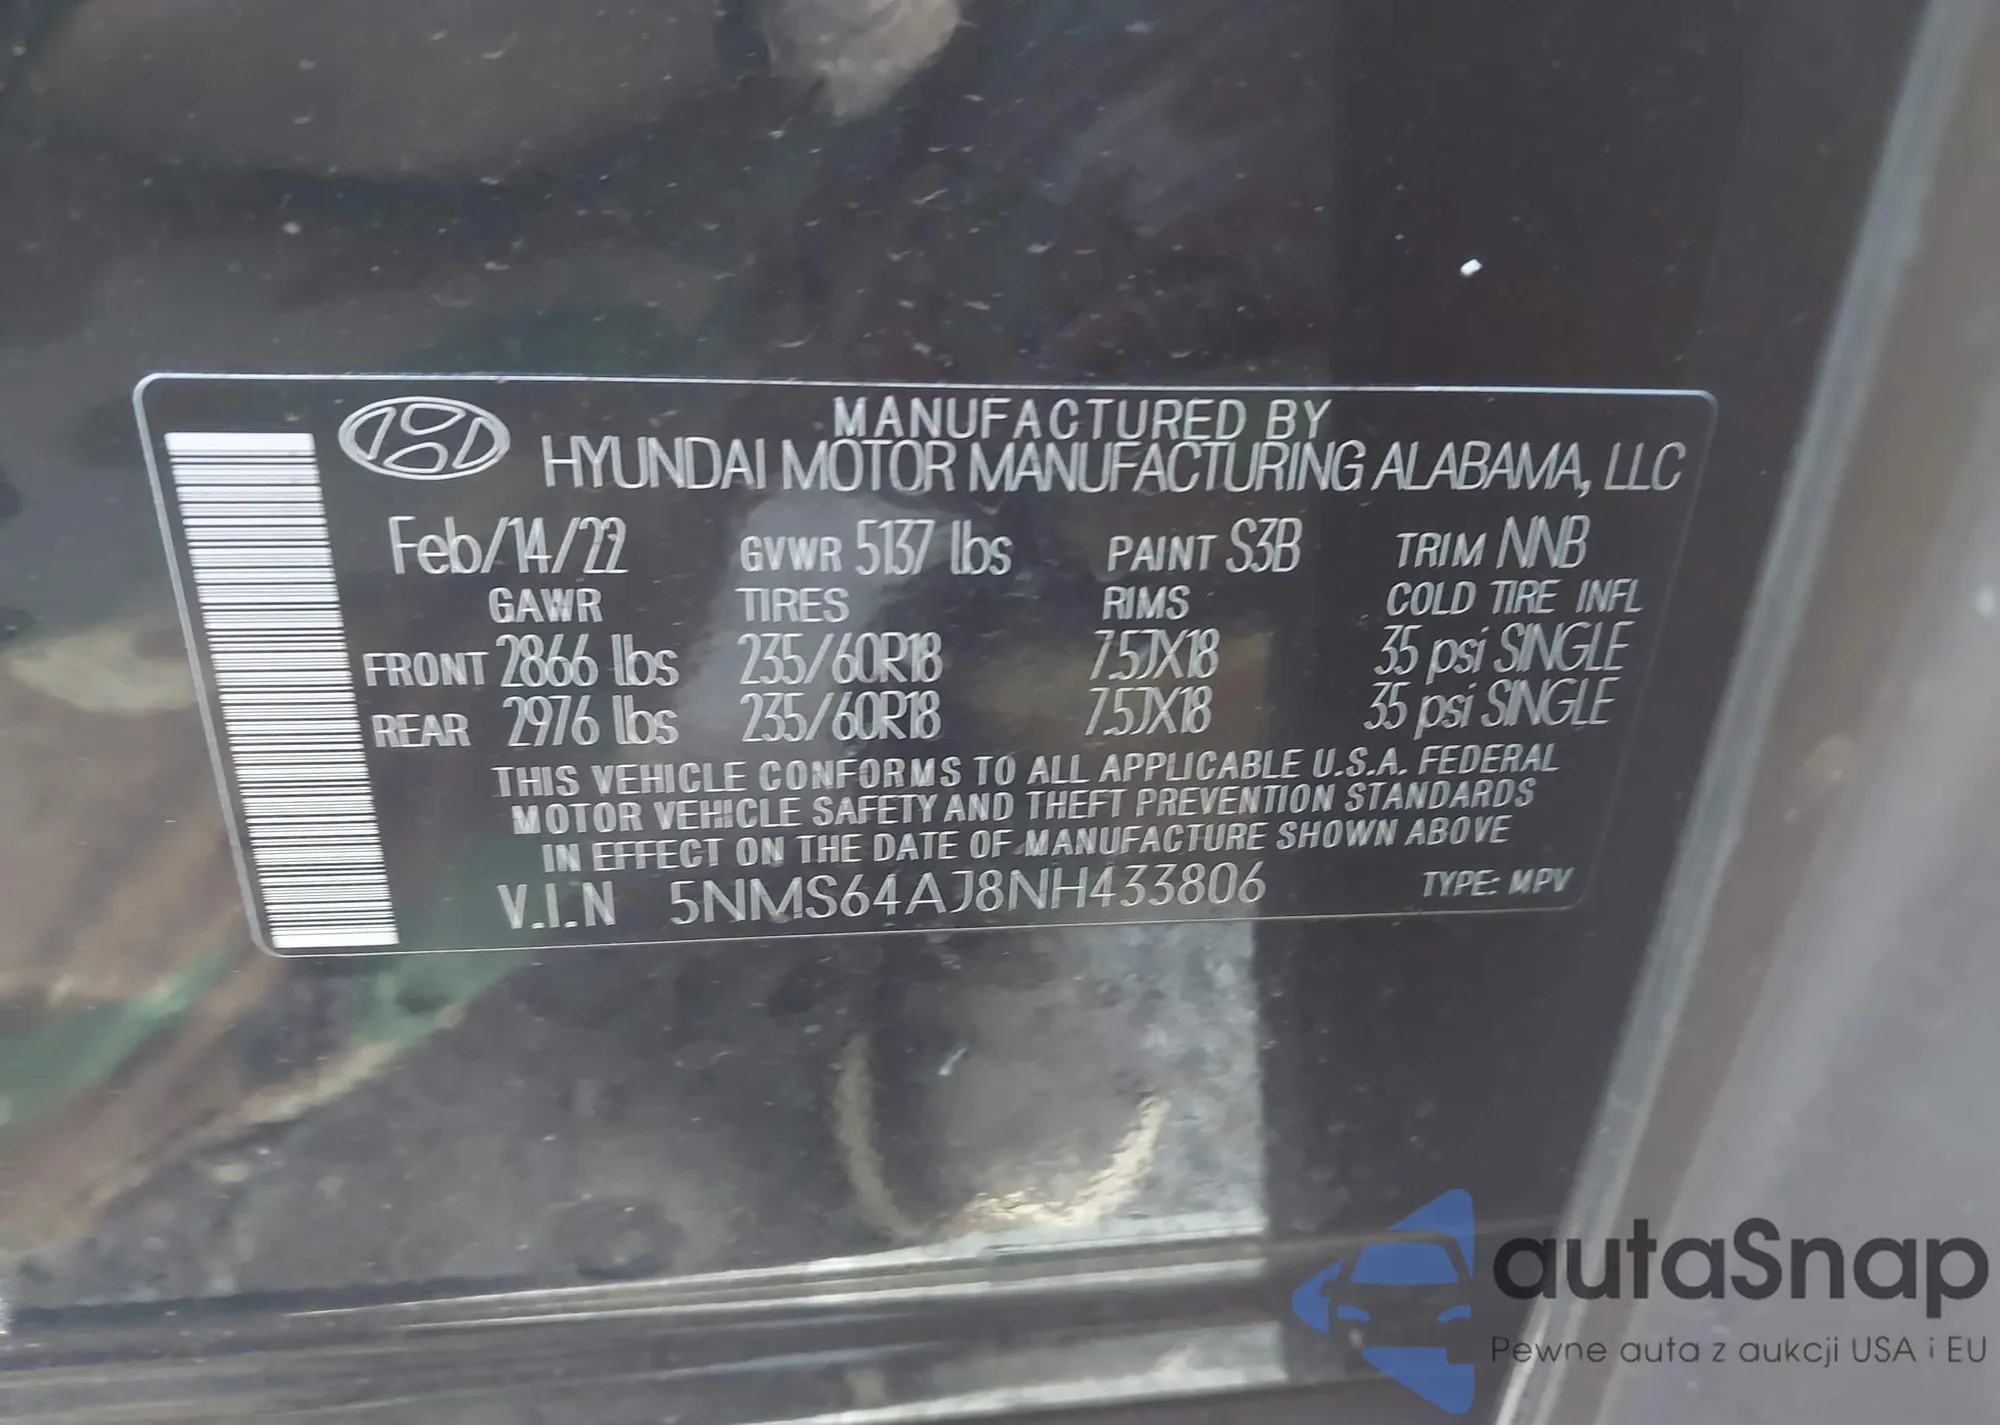 MANUFACTURED BY
HYUNDAI MOTOR MANUFACTURING ALABAMA, LLC
Feb/14/22 GVWR 5137 lbs PAINT S3B TRIM NNB
GAWR TIRES RIMS COLD TIRE INFL
FRONT 2866 lbs 235/60R18 7.5JX18 35 psi SINGLE
REAR 2976 lbs 235/60R18 7.5JX18 35 psi SINGLE
THIS VEHICLE CONFORMS TO ALL APPLICABLE U.S.A. FEDERAL
MOTOR VEHICLE SAFETY AND THEFT PREVENTION STANDARDS
IN EFFECT ON THE DATE OF MANUFACTURE SHOWN ABOVE
V.I.N 5NMS64AJ8NH433806 TYPE: MPV
autaSnap
Pewne auta z aukcji USA i EU